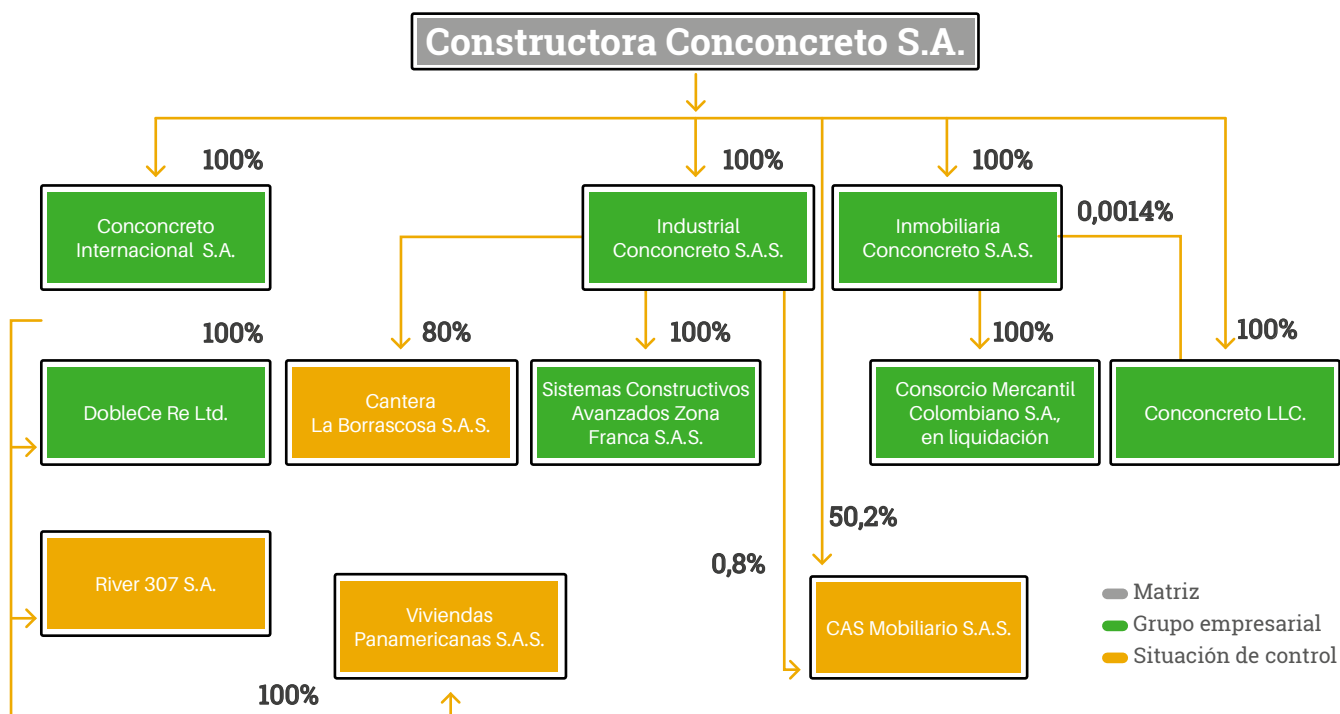 Constructora Conconcreto S.A.
100%
100%
100%
Conconcreto
Internacional S.A.
Industrial
Conconcreto S.A.S.
Inmobiliaria
Conconcreto S.A.S.
0,0014%
100%
80%
100%
100%
100%
DobleCe Re Ltd.
Cantera
La Borrascosa S.A.S.
Sistemas Constructivos
Avanzados Zona
Franca S.A.S.
Consorcio Mercantil
Colombiano S.A.,
en liquidación
Conconcreto LLC.
50,2%
0,8%
River 307 S.A.
Viviendas
Panamericanas S.A.S.
CAS Mobiliario S.A.S.
Matriz
Grupo empresarial
Situación de control
100%